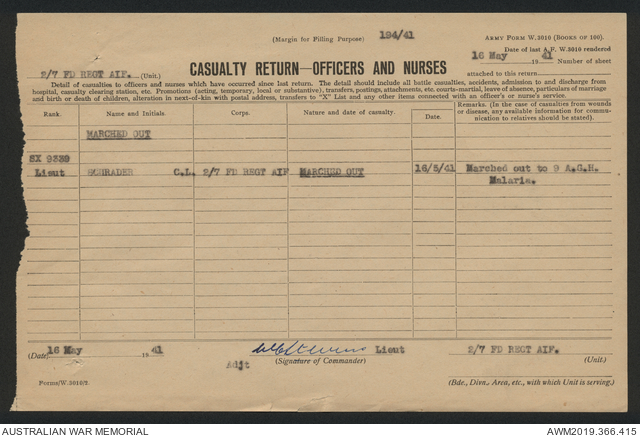 (Margin for Filling Purpose) 194/41 ARMY FORM W.3010 (BOOKS OF 100).
Date of last A.F. W.3010 rendered
16 May 1941 Number of sheet
2/7 FD REGT AIF. (Unit.) CASUALTY RETURN—OFFICERS AND NURSES attached to this return
Detail of casualties to officers and nurses which have occurred since last return. The detail should include all battle casualties, accidents, admission to and discharge from
hospital, casualty clearing station, etc. Promotions (acting, temporary, local or substantive), transfers, postings, attachments, etc. courts-martial, leave of absence, particulars of marriage
and birth or death of children, alteration in next-of-kin with postal address, transfers to "X" List and any other items connected with an officer's or nurse's service.
Rank. Name and Initials. Corps. Nature and date of casualty. Date. Remarks. (In the case of casualties from wounds
or disease, any available information for commun-
ication to relatives should be stated).
MARCHED OUT
SX 9339
Lieut SCHRADER C.L. 2/7 FD REGT AIF MARCHED OUT 16/5/41 Marched out to 9 A.G.H.
Malaria.
(Date) 16 May 1941 Lieut 2/7 FD REGT AIF.
Adjt (Signature of Commander) (Unit.)
Forms/W.3010/2. (Bde., Divn., Area, etc., with which Unit is serving.)
AUSTRALIAN WAR MEMORIAL AWM2019.366.415